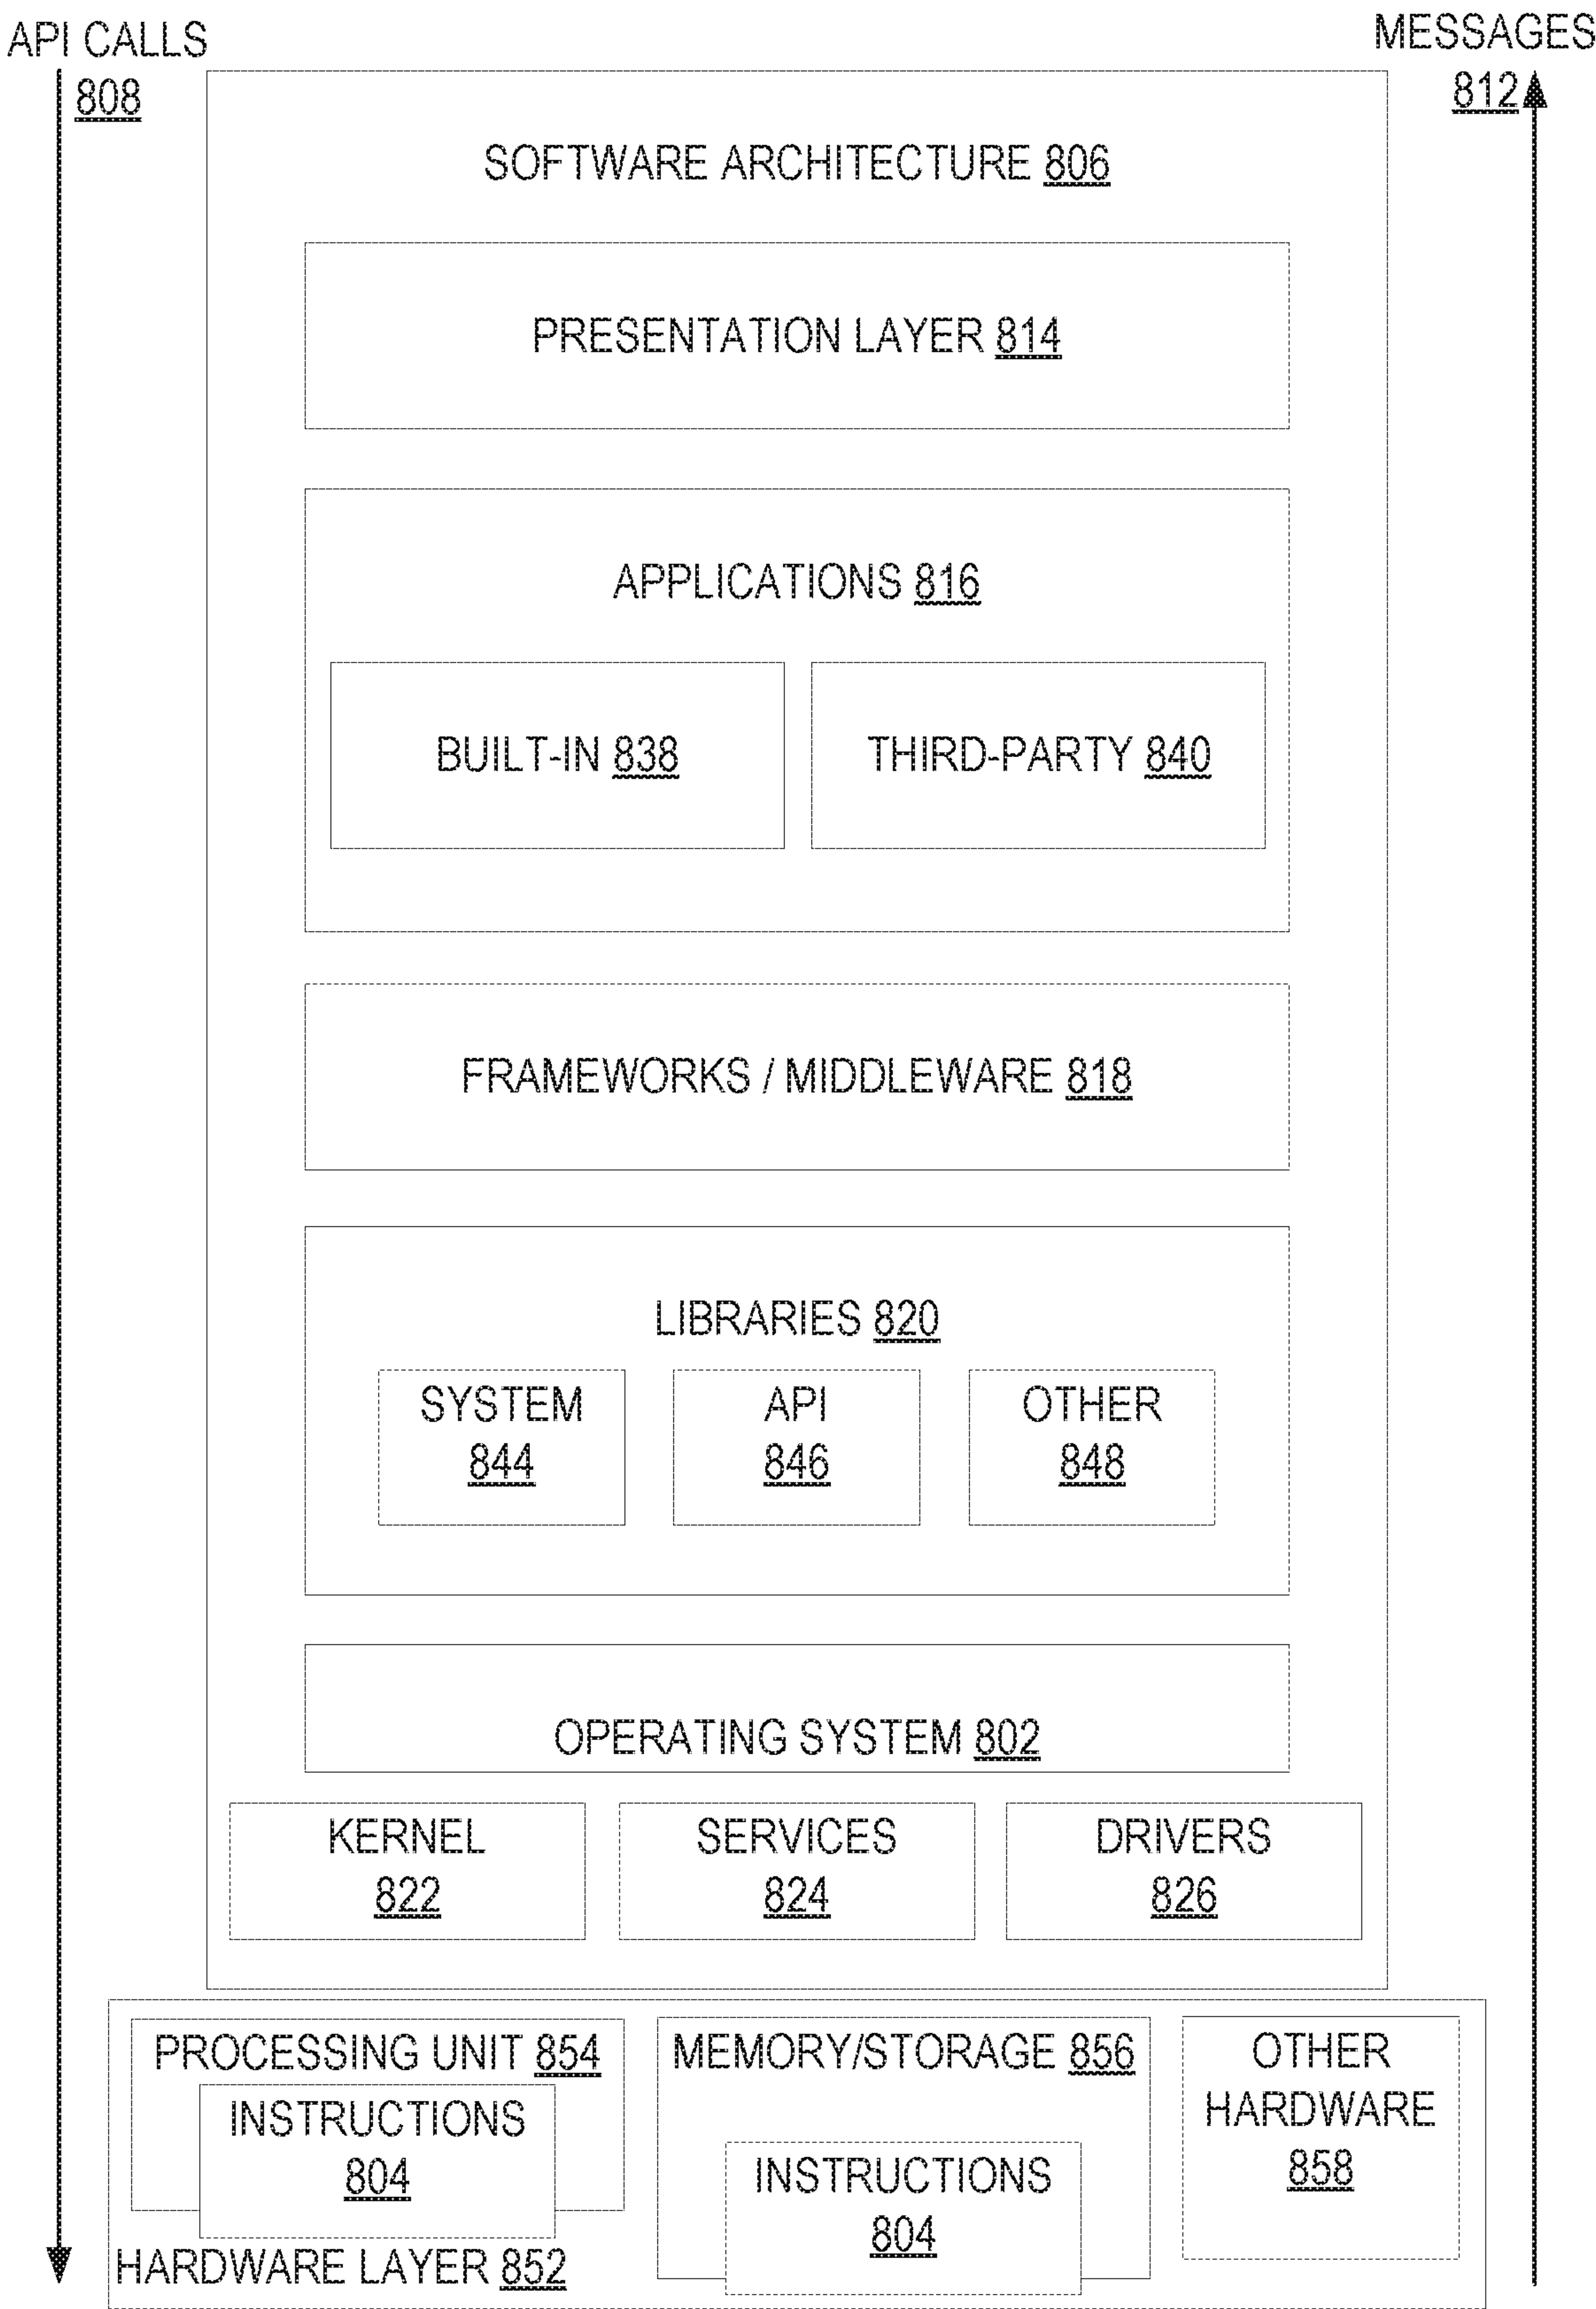 API CALLS
808
MESSAGES
812
SOFTWARE ARCHITECTURE 806
PRESENTATION LAYER 814
APPLICATIONS 816
BUILT-IN 838
THIRD-PARTY 840
FRAMEWORKS / MIDDLEWARE 818
LIBRARIES 820
SYSTEM
844
API
846
OTHER
848
OPERATING SYSTEM 802
KERNEL
822
SERVICES
824
DRIVERS
826
PROCESSING UNIT 854
INSTRUCTIONS
804
MEMORY/STORAGE 856
INSTRUCTIONS
804
OTHER
HARDWARE
858
HARDWARE LAYER 852